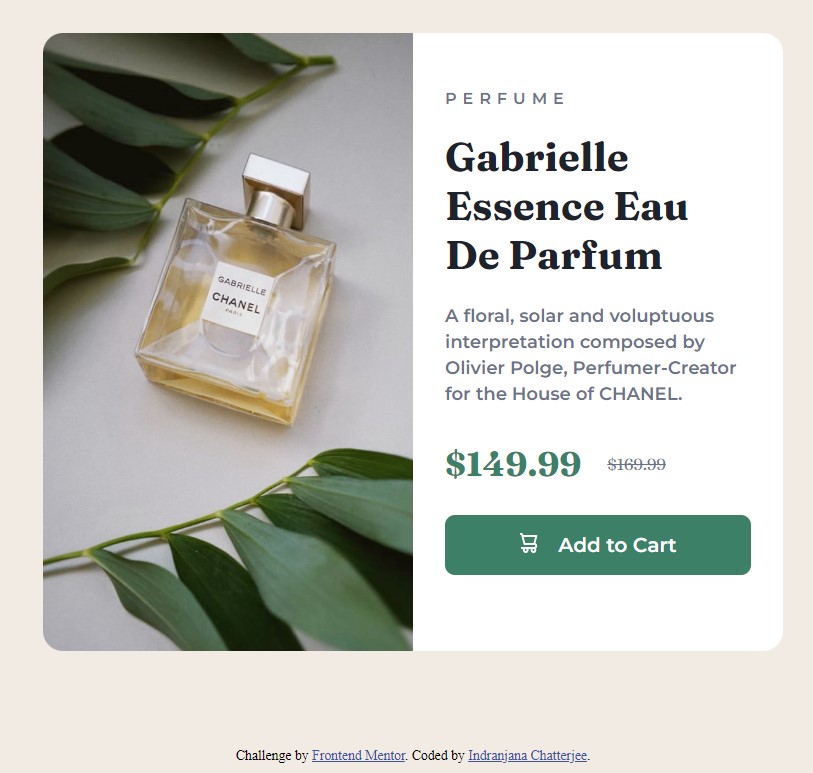 GABRIELLE
CHANEL
PARIS
PERFUME
Gabrielle
Essence Eau
De Parfum
A floral, solar and voluptuous
interpretation composed by
Olivier Polge, Perfumer-Creator
for the House of CHANEL.
$149.99 $169.99
Add to Cart
Challenge by Frontend Mentor. Coded by Indranjana Chatterjee.